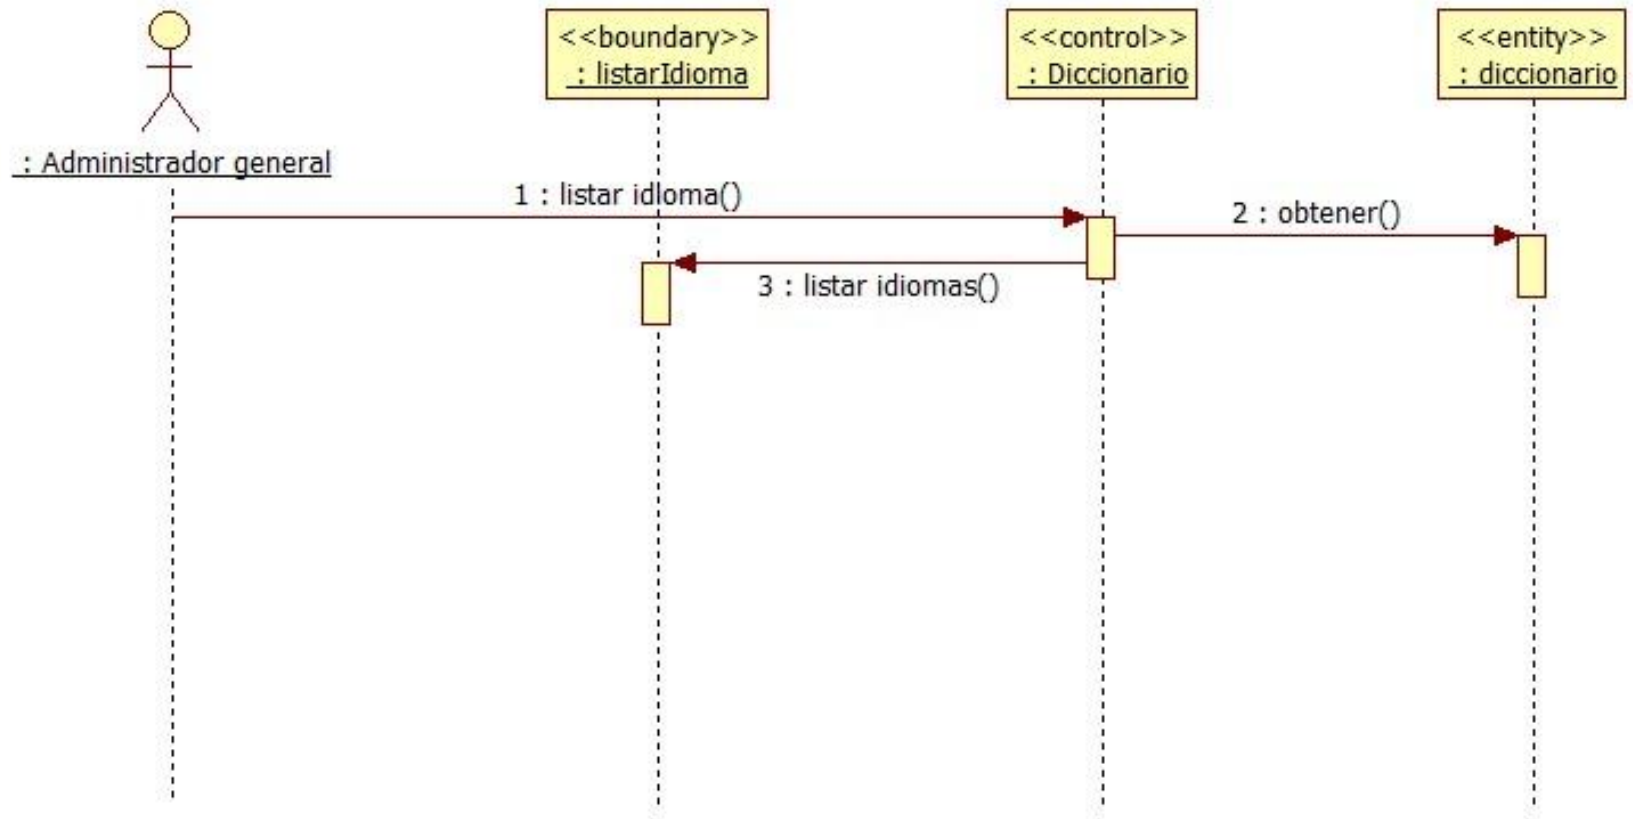 <<boundary>>
: listarIdioma
<<control>>
: Diccionario
<<entity>>
: diccionario
: Administrador general
1 : listar idioma()
2 : obtener()
3 : listar idiomas()